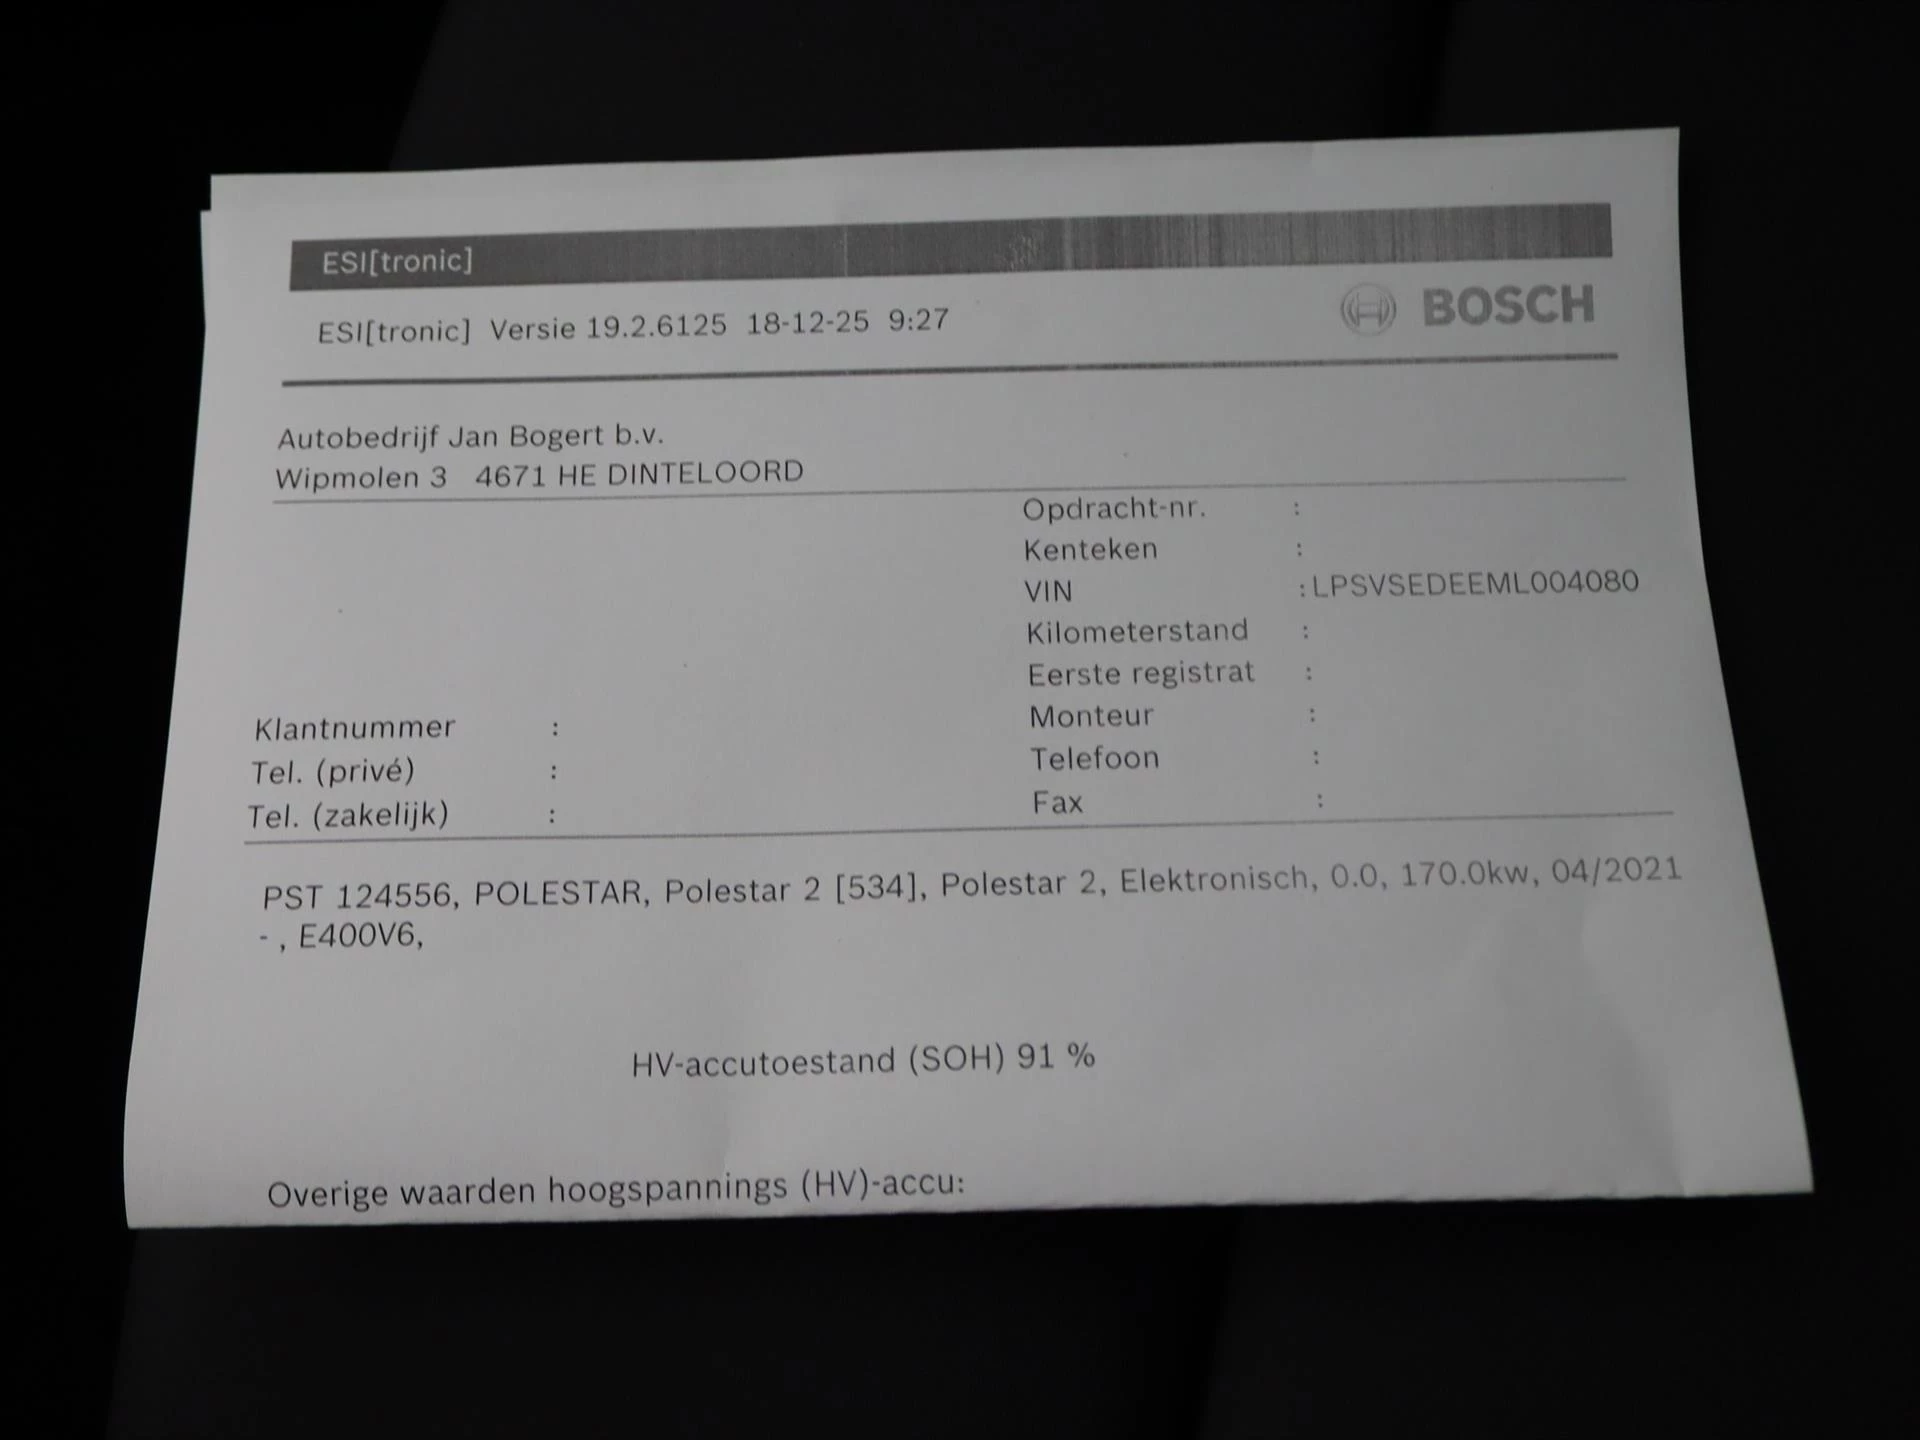 ESI[tronic]
ESI[tronic] Versie 19.2.6125 18-12-25 9:27
BOSCH
Autobedrijf Jan Bogert b.v.
Wipmolen 3 4671 HE DINTELOORD
Opdracht-nr. :
Kenteken :
VIN :LPSVSEDEEML004080
Kilometerstand :
Eerste registrat :
Monteur :
Telefoon :
Fax :
Klantnummer :
Tel. (privé) :
Tel. (zakelijk) :
PST 124556, POLESTAR, Polestar 2 [534], Polestar 2, Elektronisch, 0.0, 170.0kw, 04/2021
- , E400V6,
HV-accutoestand (SOH) 91 %
Overige waarden hoogspannings (HV)-accu: